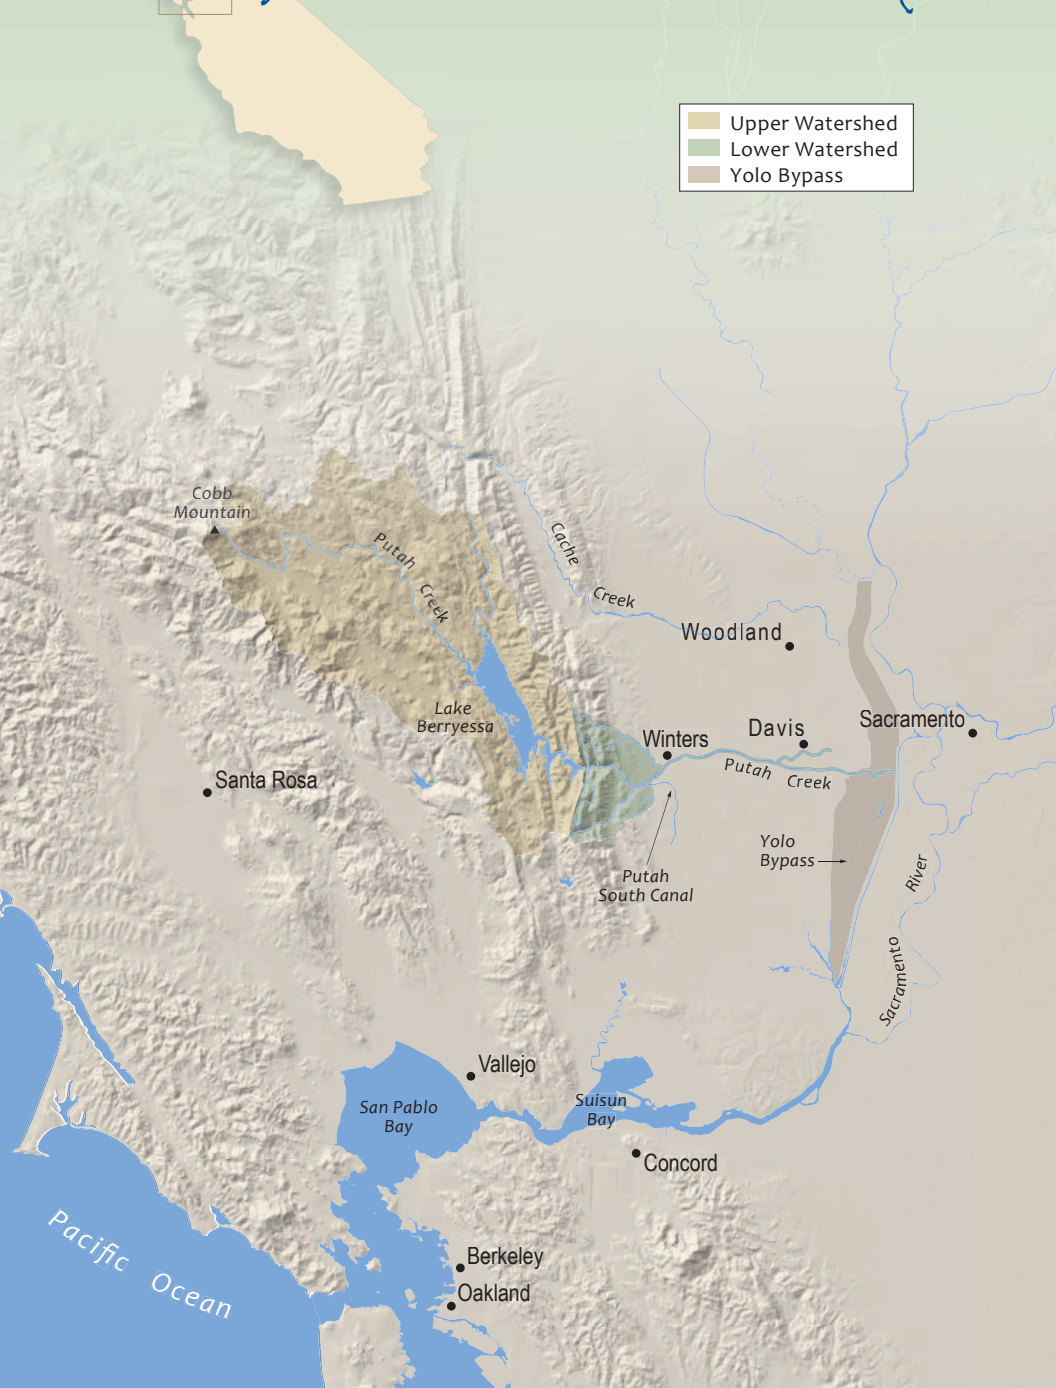 Upper Watershed
Lower Watershed
Yolo Bypass
Cobb
Mountain
Putah
Creek
Cache
Creek
Woodland
Lake
Berryessa
Sacramento
Davis
Winters
Putah Creek
Santa Rosa
Yolo
Bypass
Putah
South Canal
Sacramento River
Vallejo
San Pablo
Bay
Suisun
Bay
Concord
Pacific Ocean
Berkeley
Oakland